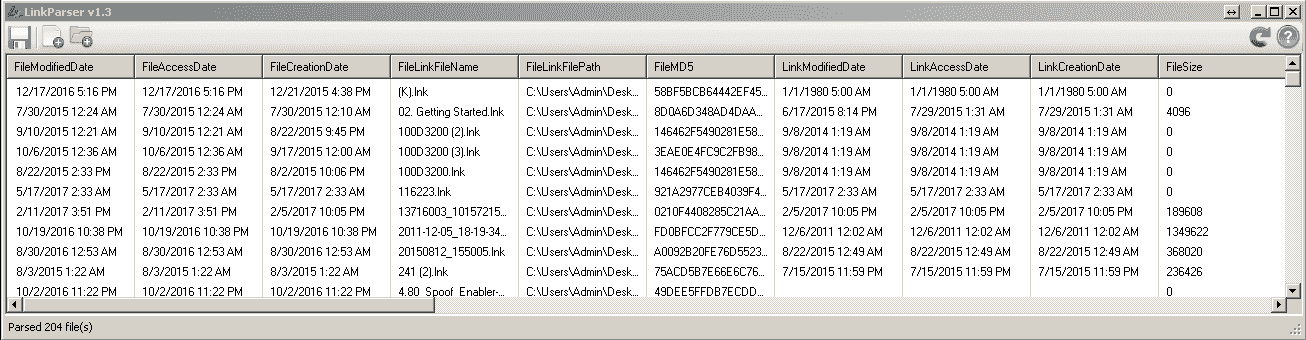 LinkParser v1.3
FileModifiedDate FileAccessDate FileCreationDate FileLinkFileName FileLinkFilePath FileMD5 LinkModifiedDate LinkAccessDate LinkCreationDate FileSize
12/17/2016 5:16 PM 12/17/2016 5:16 PM 12/21/2015 4:38 PM (K).lnk C:\Users\Admin\Desk... 58BF5BCB64442EF45... 1/1/1980 5:00 AM 1/1/1980 5:00 AM 1/1/1980 5:00 AM 0
7/30/2015 12:24 AM 7/30/2015 12:24 AM 7/30/2015 12:10 AM 02. Getting Started.lnk C:\Users\Admin\Desk... 8D0A6D348AD4DAA... 6/17/2015 8:14 PM 7/29/2015 1:31 AM 7/29/2015 1:31 AM 4096
9/10/2015 12:21 AM 9/10/2015 12:21 AM 8/22/2015 9:45 PM 100D3200 (2).lnk C:\Users\Admin\Desk... 146462F5490281E58... 9/8/2014 1:19 AM 9/8/2014 1:19 AM 9/8/2014 1:19 AM 0
10/6/2015 12:36 AM 10/6/2015 12:36 AM 9/17/2015 12:00 AM 100D3200 (3).lnk C:\Users\Admin\Desk... 3EAE0E4FC9C2FB98... 9/8/2014 1:19 AM 9/8/2014 1:19 AM 9/8/2014 1:19 AM 0
8/22/2015 2:33 PM 8/22/2015 2:33 PM 8/22/2015 10:06 PM 100D3200.lnk C:\Users\Admin\Desk... 146462F5490281E58... 9/8/2014 1:19 AM 9/8/2014 1:19 AM 9/8/2014 1:19 AM 0
5/17/2017 2:33 AM 5/17/2017 2:33 AM 5/17/2017 2:33 AM 116223.lnk C:\Users\Admin\Desk... 921A2977CEB4039F4... 5/17/2017 2:33 AM 5/17/2017 2:33 AM 5/17/2017 2:33 AM 0
2/11/2017 3:51 PM 2/11/2017 3:51 PM 2/5/2017 10:05 PM 13716003_10157215... C:\Users\Admin\Desk... 0210F4408285C21AA... 2/5/2017 10:05 PM 2/5/2017 10:05 PM 2/5/2017 10:05 PM 189608
10/19/2016 10:38 PM 10/19/2016 10:38 PM 10/19/2016 10:38 PM 2011-12-05_18-19-34... C:\Users\Admin\Desk... FD0BFCC2F779CE5D... 12/6/2011 12:02 AM 12/6/2011 12:02 AM 12/6/2011 12:02 AM 1349622
8/30/2016 12:53 AM 8/30/2016 12:53 AM 8/30/2016 12:53 AM 20150812_155005.lnk C:\Users\Admin\Desk... A0092B20FE76D5523... 8/22/2015 12:49 AM 8/22/2015 12:49 AM 8/22/2015 12:49 AM 368020
8/3/2015 1:22 AM 8/3/2015 1:22 AM 8/3/2015 1:22 AM 241 (2).lnk C:\Users\Admin\Desk... 75ACD5B7E66E6C76... 7/15/2015 11:59 PM 7/15/2015 11:59 PM 7/15/2015 11:59 PM 236426
10/2/2016 11:22 PM 10/2/2016 11:22 PM 10/2/2016 11:22 PM 4.80 Spoof Enabler-... C:\Users\Admin\Desk... 49DEE5FFDB7ECDD... 0
Parsed 204 file(s)